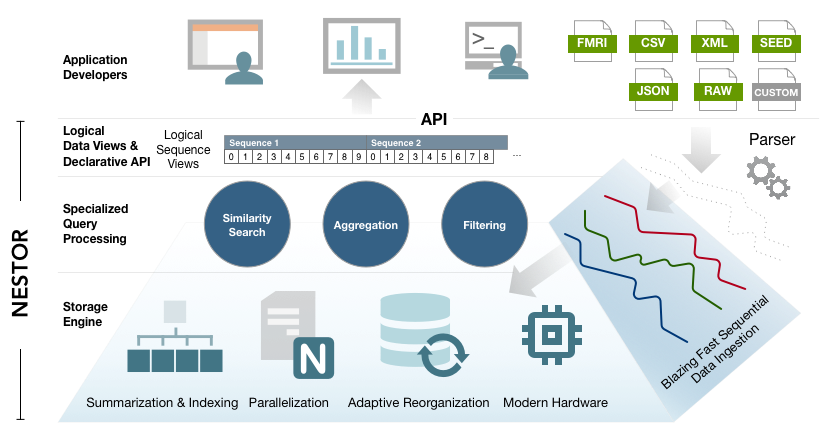 Application
Developers
>_
FMRI
CSV
XML
SEED
JSON
RAW
CUSTOM
API
Parser
NESTOR
Logical
Data Views &
Declarative API
Logical
Sequence
Views
Sequence 1
Sequence 2
0 1 2 3 4 5 6 7 8 9 0 1 2 3 4 5 6 7 8 ...
Specialized
Query
Processing
Similarity
Search
Aggregation
Filtering
Storage
Engine
N
Summarization & Indexing
Parallelization
Adaptive Reorganization
Modern Hardware
Blazing Fast Sequential
Data Ingestion